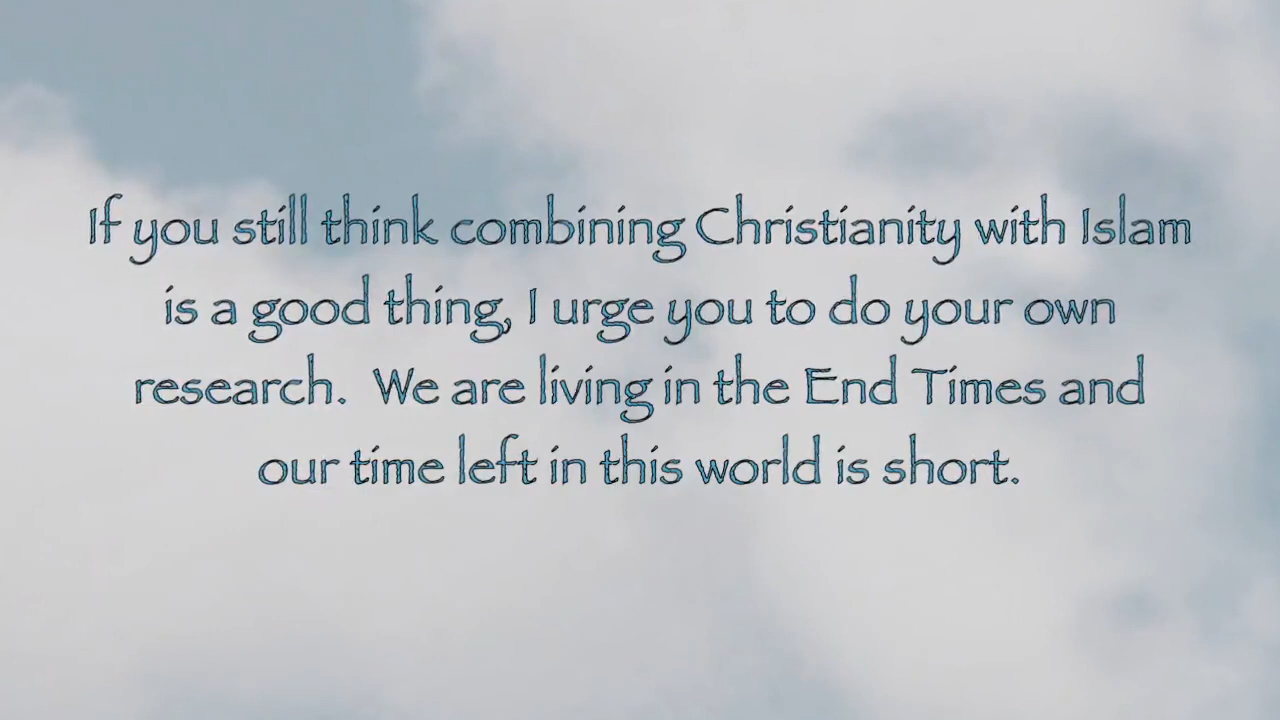 If you still think combining Christianity with Islam
is a good thing, I urge you to do your own
research.  We are living in the End Times and
our time left in this world is short.